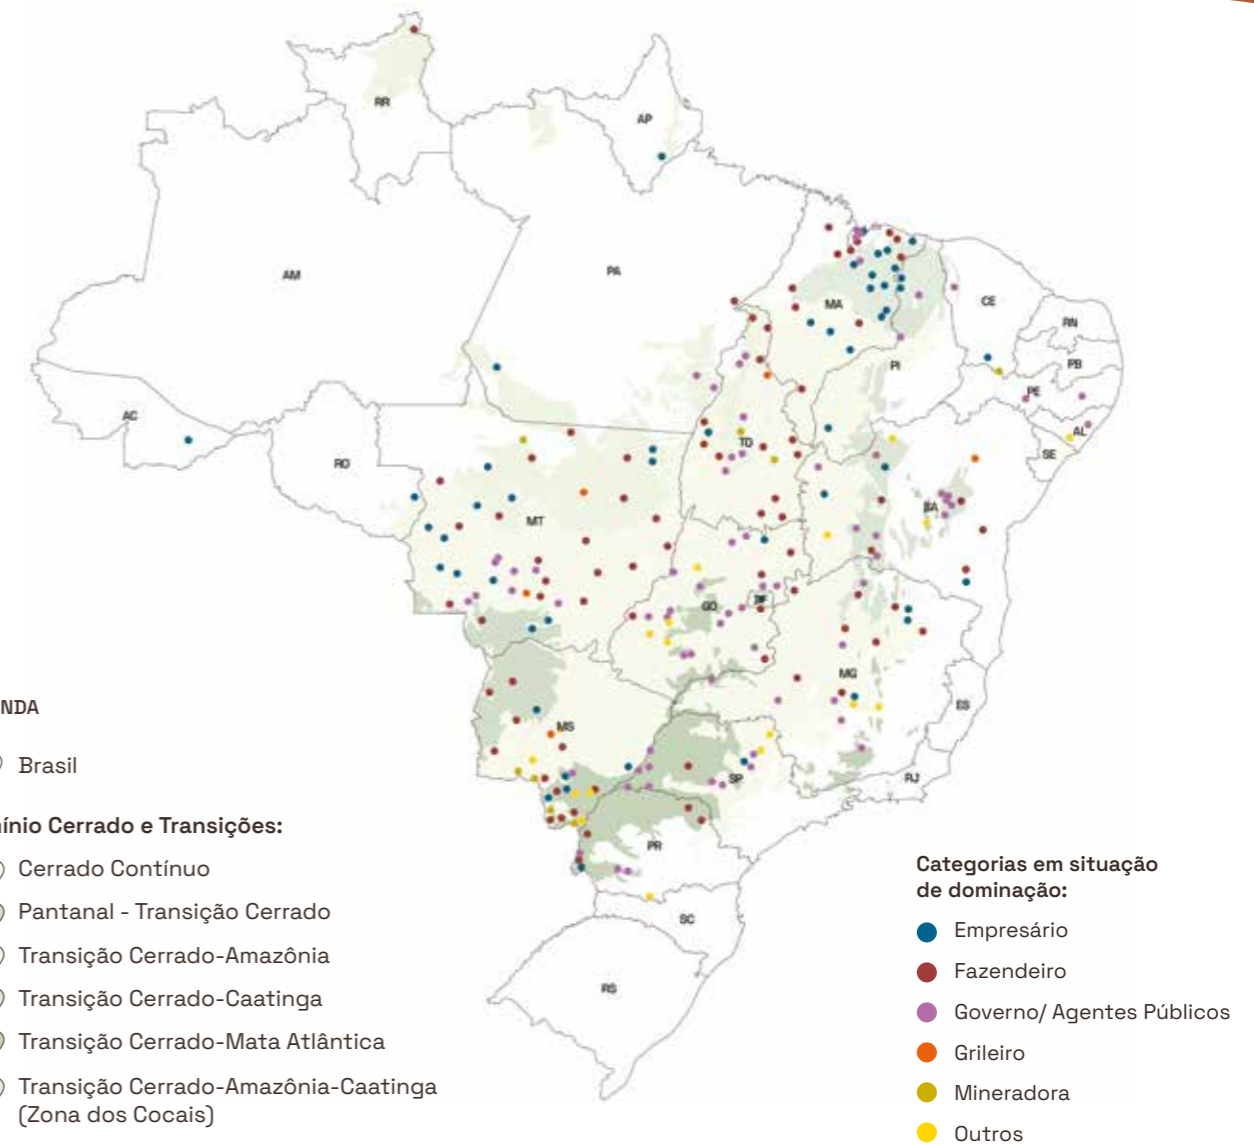 RR
AP
AM
PA
MA
CE
RN
PB
PI
PE
AC
AL
TO
SE
RO
BA
MT
GO
DF
MG
ES
MS
SP
RJ
PR
SC
RS
NDA
Brasil
ínio Cerrado e Transições:
Cerrado Contínuo
Pantanal - Transição Cerrado
Transição Cerrado-Amazônia
Transição Cerrado-Caatinga
Transição Cerrado-Mata Atlântica
Transição Cerrado-Amazônia-Caatinga
(Zona dos Cocais)
Categorias em situação
de dominação:
Empresário
Fazendeiro
Governo/ Agentes Públicos
Grileiro
Mineradora
Outros